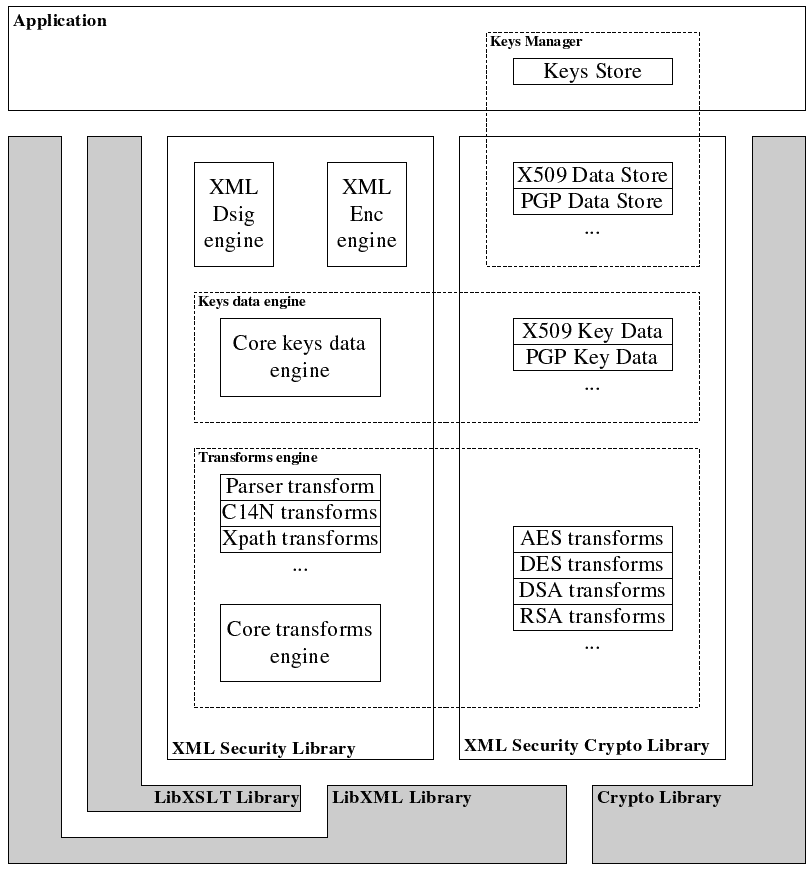 Application
Keys Manager
Keys Store
XML
Dsig
engine
XML
Enc
engine
X509 Data Store
PGP Data Store
...
Keys data engine
Core keys data
engine
X509 Key Data
PGP Key Data
...
Transforms engine
Parser transform
C14N transforms
Xpath transforms
...
Core transforms
engine
AES transforms
DES transforms
DSA transforms
RSA transforms
...
XML Security Library
XML Security Crypto Library
LibXSLT Library
LibXML Library
Crypto Library